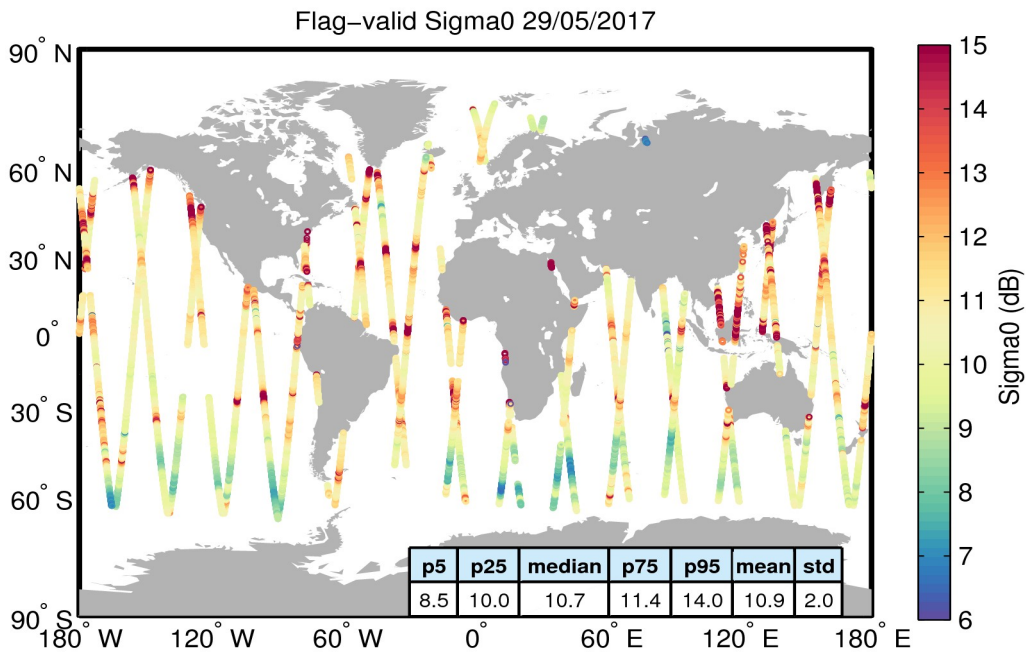 Flag-valid Sigma0 29/05/2017
90° N
60° N
30° N
0°
30° S
60° S
90° S
180° W
120° W
60° W
0°
60° E
120° E
180° E
p5 p25 median p75 p95 mean std
8.5 10.0 10.7 11.4 14.0 10.9 2.0
15
14
13
12
11
10
9
8
7
6
Sigma0 (dB)